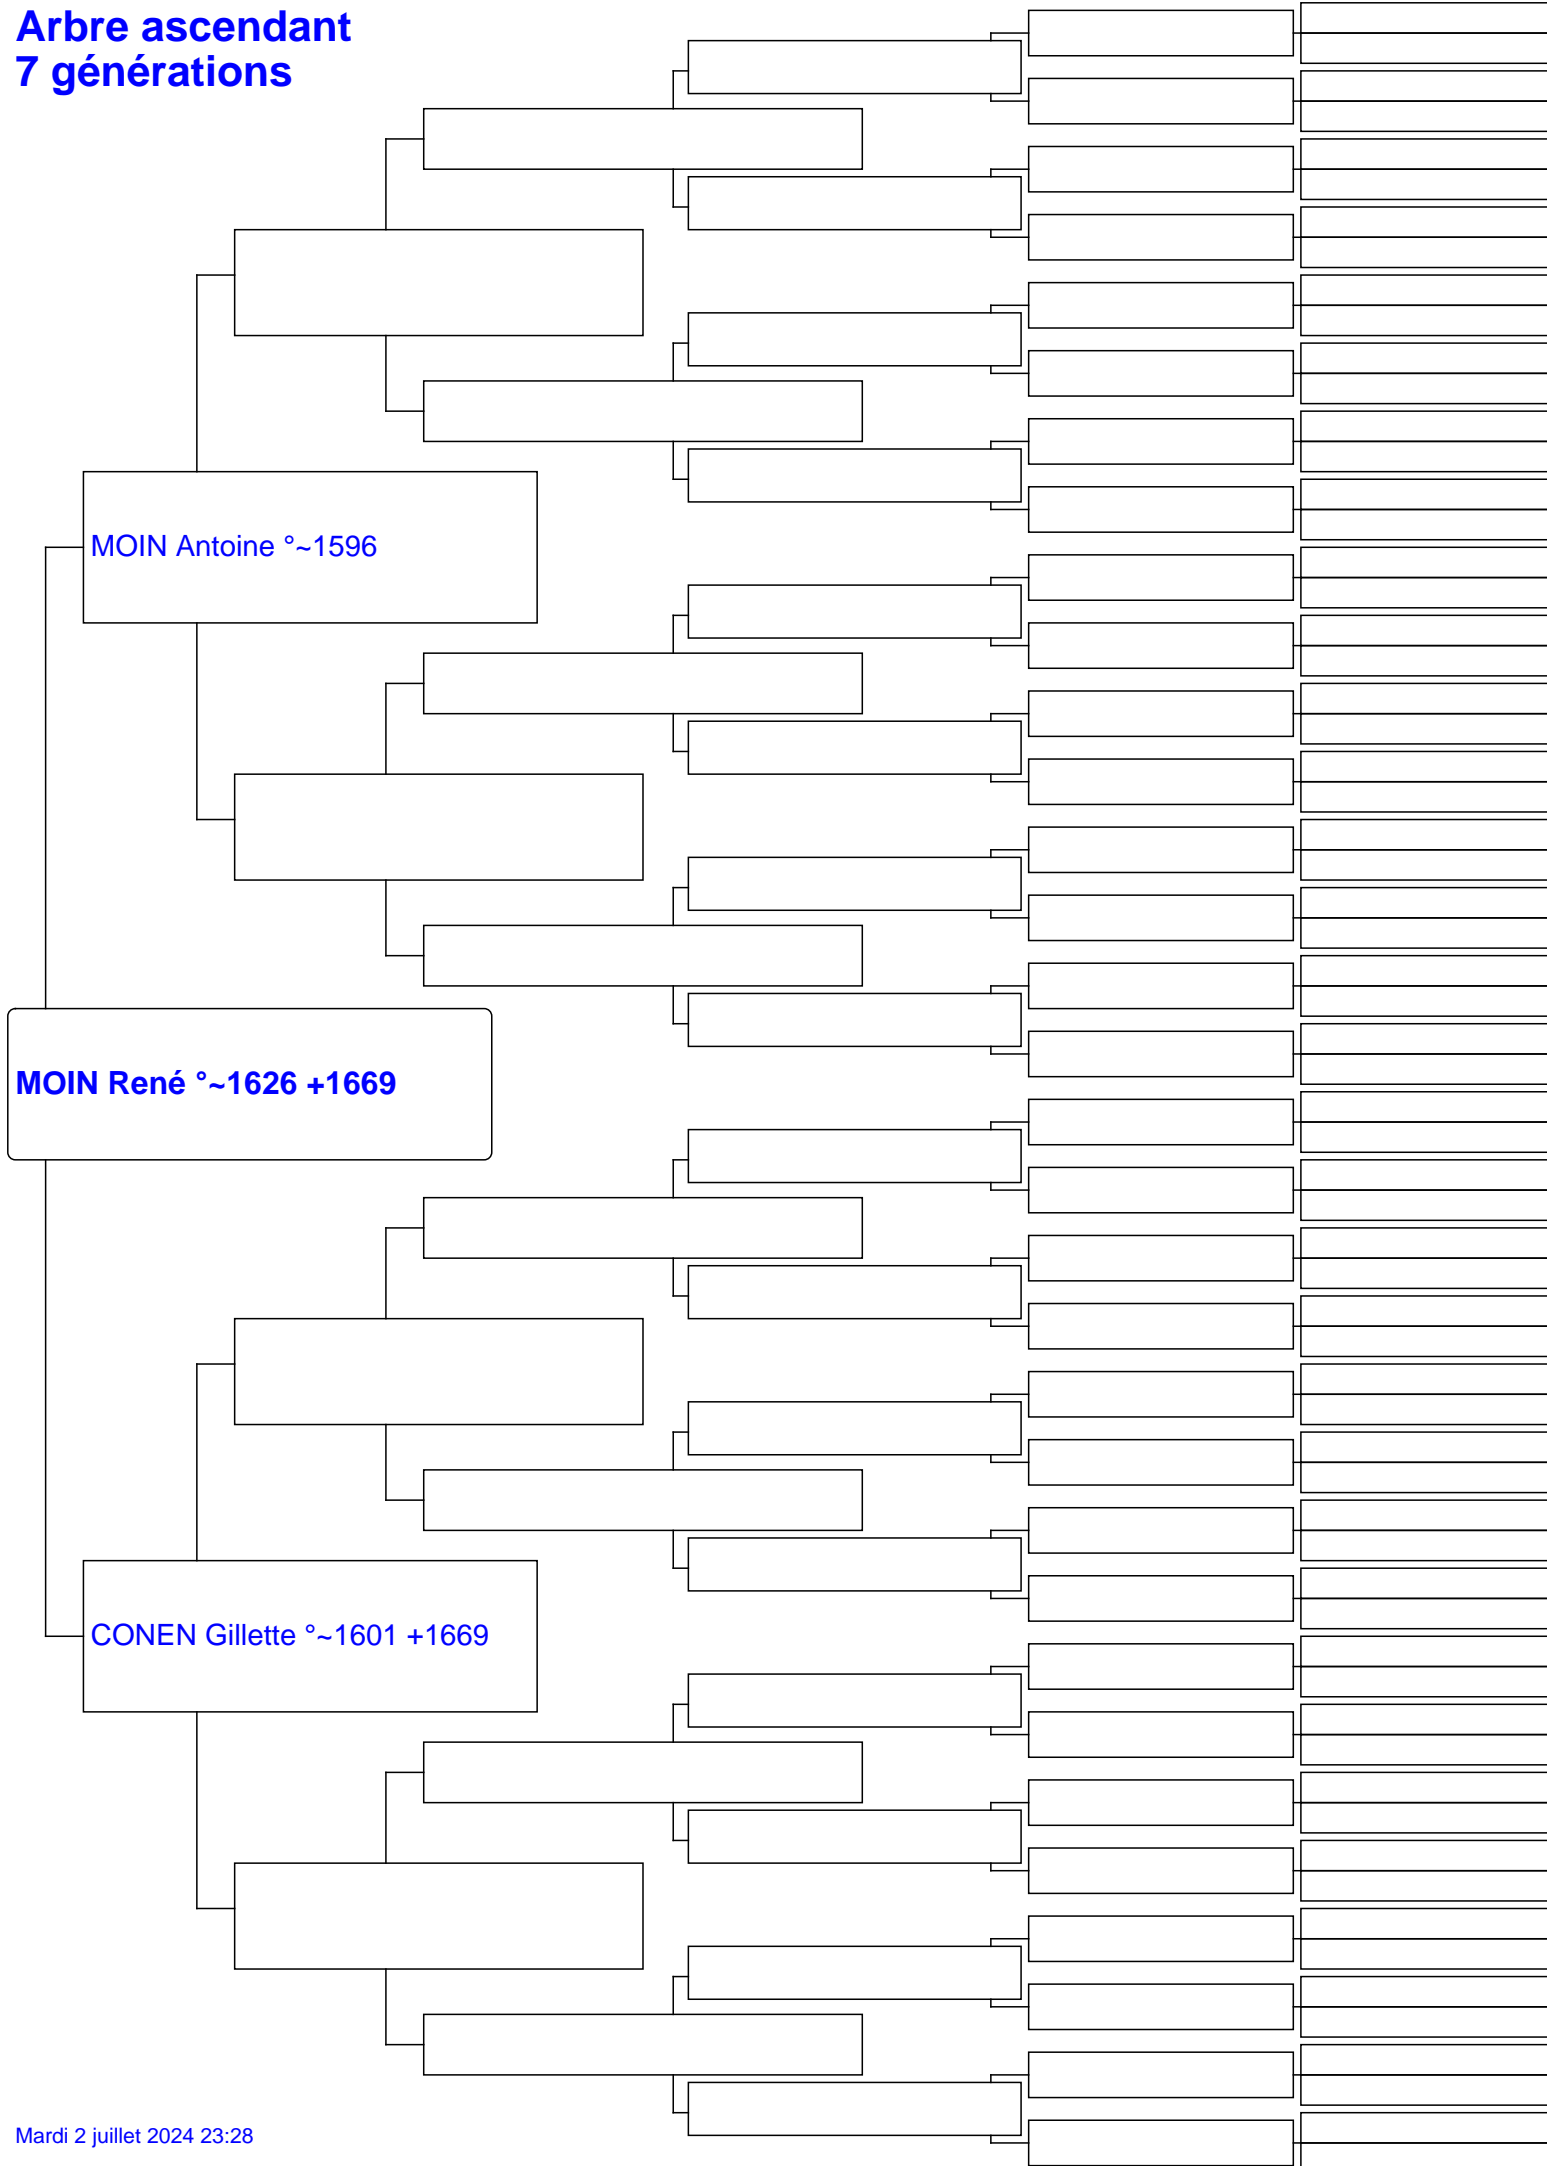 Arbre ascendant
7 générations
MOIN Antoine °~1596
MOIN René °~1626 +1669
CONEN Gillette °~1601 +1669
Mardi 2 juillet 2024 23:28